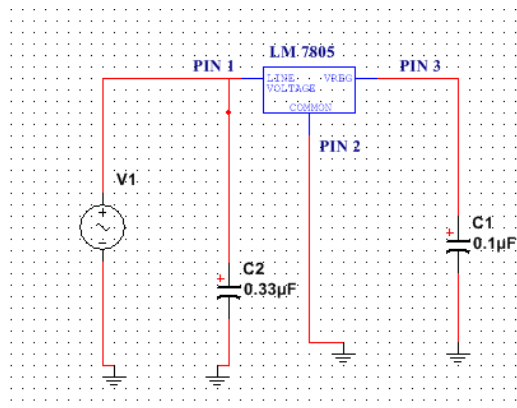 LM 7805
PIN 1
PIN 3
LINE VREG
VOLTAGE
COMMON
PIN 2
V1
+
~
−
C2
+
0.33µF
C1
+
0.1µF